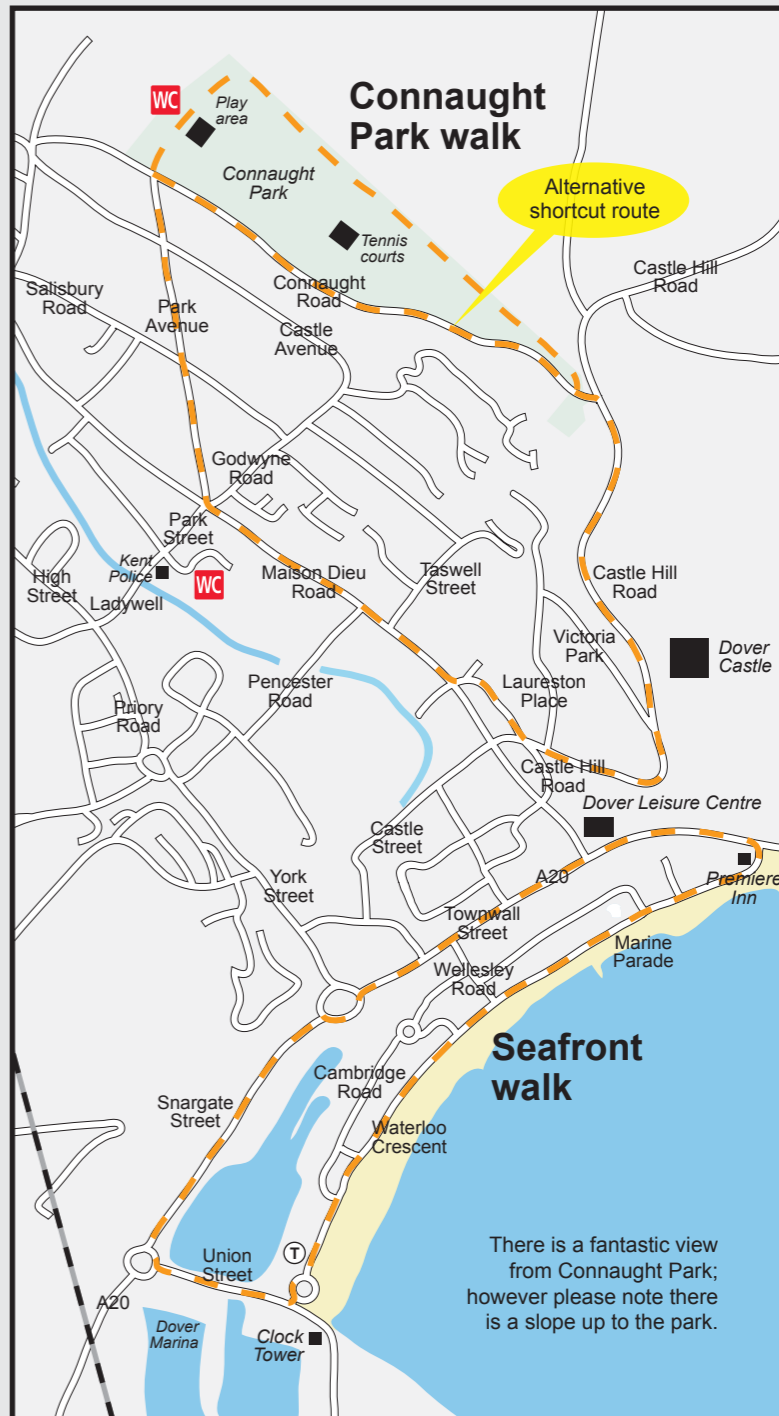 Connaught
Park walk
WC
Play
area
Connaught
Park
Alternative
shortcut route
Tennis
courts
Castle Hill
Road
Salisbury
Road
Park
Avenue
Connaught
Road
Castle
Avenue
Godwyne
Road
Park
Street
Kent
Police
WC
High
Street
Ladywell
Maison Dieu
Road
Taswell
Street
Castle Hill
Road
Victoria
Park
Dover
Castle
Laureston
Place
Pencester
Road
Priory
Road
Castle Hill
Road
Dover Leisure Centre
Castle
Street
York
Street
A20
Premiere
Inn
Townwall
Street
Marine
Parade
Wellesley
Road
Seafront
walk
Cambridge
Road
Snargate
Street
Waterloo
Crescent
T
Union
Street
There is a fantastic view
from Connaught Park;
however please note there
is a slope up to the park.
A20
Dover
Marina
Clock
Tower